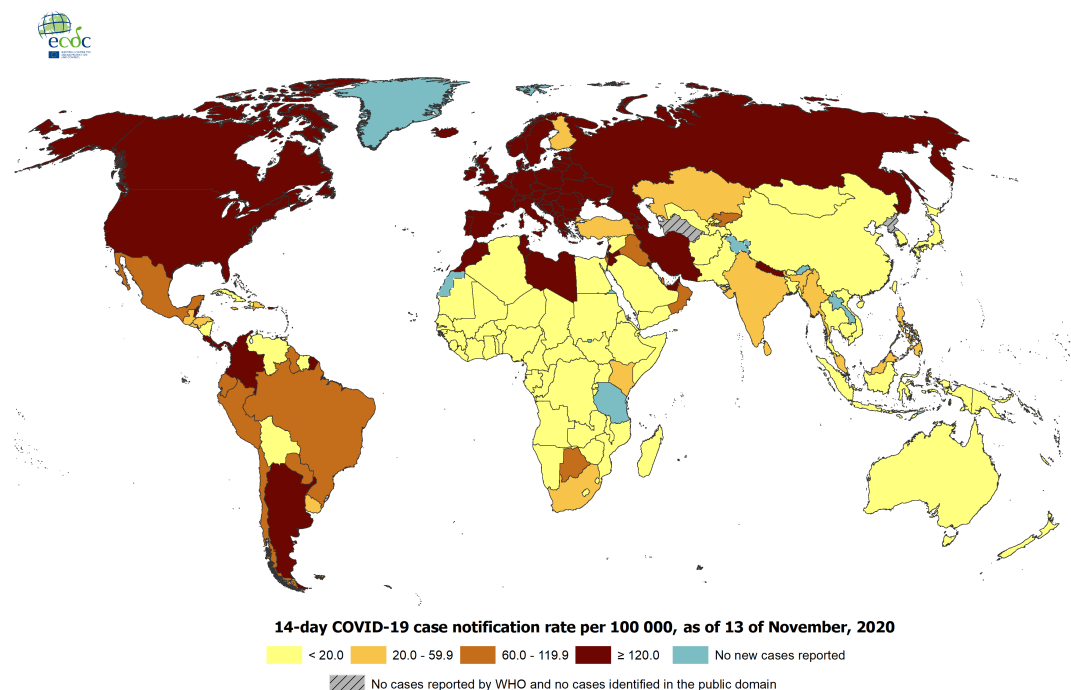 ecdc
14-day COVID-19 case notification rate per 100 000, as of 13 of November, 2020
< 20.0 20.0 - 59.9 60.0 - 119.9 ≥ 120.0 No new cases reported
No cases reported by WHO and no cases identified in the public domain